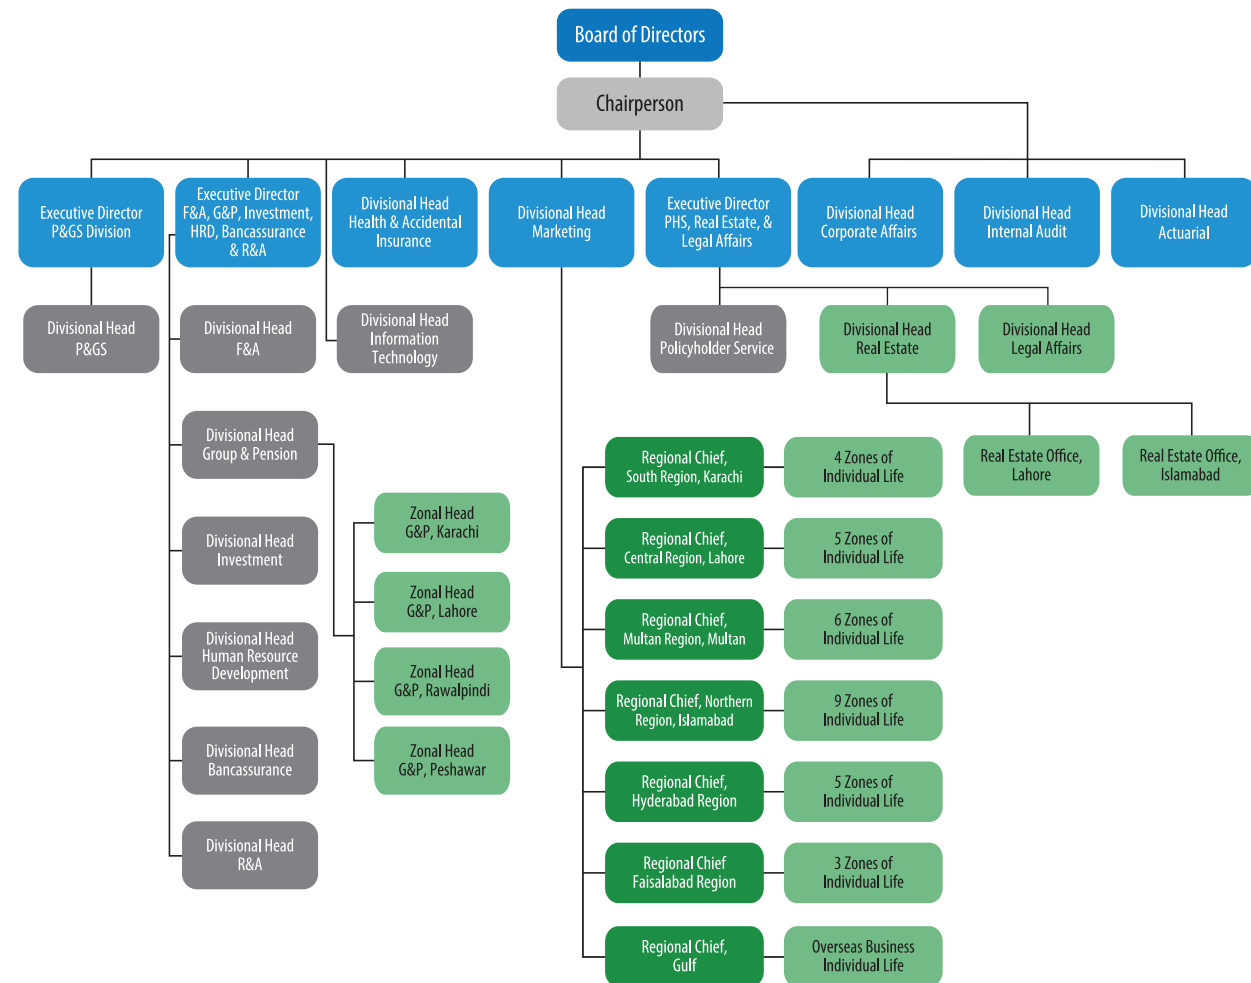 Board of Directors
Chairperson
Executive Director
P&GS Division
Executive Director
F&A, G&P, Investment,
HRD, Bancassurance
& R&A
Divisional Head
Health & Accidental
Insurance
Divisional Head
Marketing
Executive Director
PHS, Real Estate, &
Legal Affairs
Divisional Head
Corporate Affairs
Divisional Head
Internal Audit
Divisional Head
Actuarial
Divisional Head
P&GS
Divisional Head
F&A
Divisional Head
Information
Technology
Divisional Head
Policyholder Service
Divisional Head
Real Estate
Divisional Head
Legal Affairs
Divisional Head
Group & Pension
Regional Chief,
South Region, Karachi
4 Zones of
Individual Life
Real Estate Office,
Lahore
Real Estate Office,
Islamabad
Zonal Head
G&P, Karachi
Divisional Head
Investment
Regional Chief,
Central Region, Lahore
5 Zones of
Individual Life
Zonal Head
G&P, Lahore
Regional Chief,
Multan Region, Multan
6 Zones of
Individual Life
Divisional Head
Human Resource
Development
Zonal Head
G&P, Rawalpindi
Regional Chief, Northern
Region, Islamabad
9 Zones of
Individual Life
Divisional Head
Bancassurance
Zonal Head
G&P, Peshawar
Regional Chief,
Hyderabad Region
5 Zones of
Individual Life
Divisional Head
R&A
Regional Chief
Faisalabad Region
3 Zones of
Individual Life
Regional Chief,
Gulf
Overseas Business
Individual Life